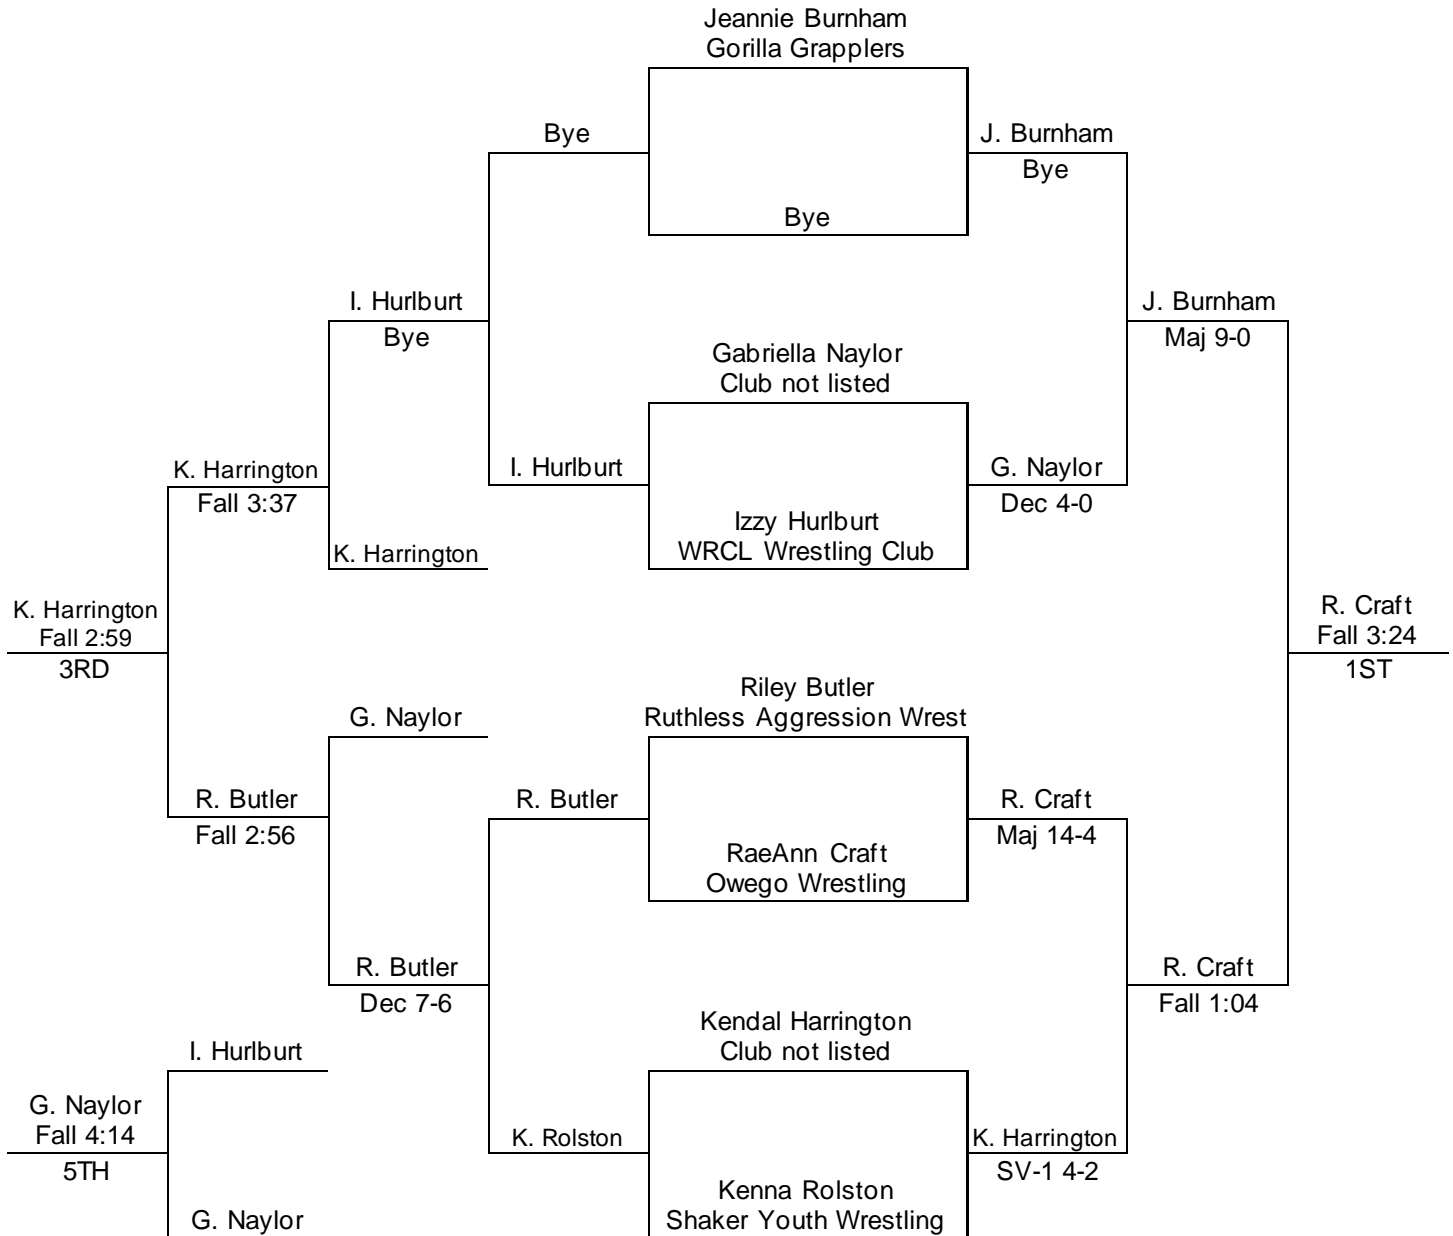 Jeannie Burnham
Gorilla Grapplers
Bye
J. Burnham
Bye
Bye
I. Hurlburt
Bye
J. Burnham
Maj 9-0
Gabriella Naylor
Club not listed
K. Harrington
Fall 3:37
I. Hurlburt
G. Naylor
Dec 4-0
Izzy Hurlburt
WRCL Wrestling Club
K. Harrington
K. Harrington
Fall 2:59
3RD
R. Craft
Fall 3:24
1ST
Riley Butler
Ruthless Aggression Wrest
G. Naylor
R. Butler
Fall 2:56
R. Butler
R. Craft
Maj 14-4
RaeAnn Craft
Owego Wrestling
R. Butler
Dec 7-6
R. Craft
Fall 1:04
Kendal Harrington
Club not listed
I. Hurlburt
G. Naylor
Fall 4:14
5TH
K. Rolston
K. Harrington
SV-1 4-2
Kenna Rolston
Shaker Youth Wrestling
G. Naylor